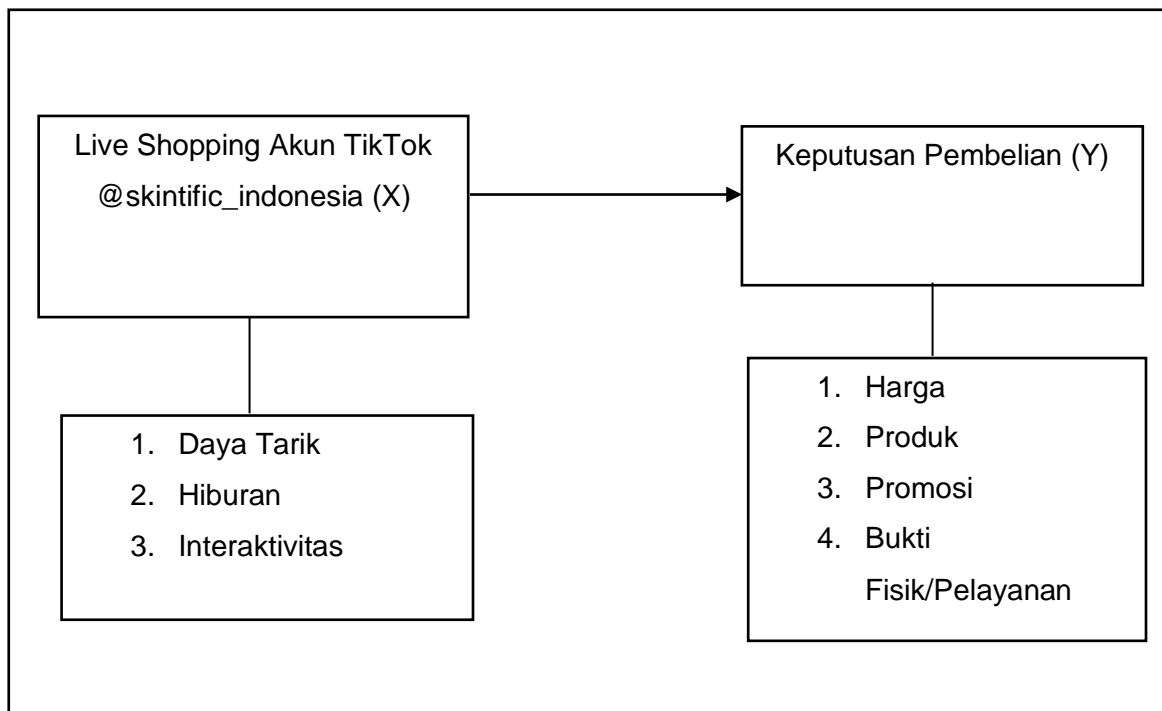 Live Shopping Akun TikTok
@skintific_indonesia (X)
Keputusan Pembelian (Y)
1. Daya Tarik
2. Hiburan
3. Interaktivitas
1. Harga
2. Produk
3. Promosi
4. Bukti
Fisik/Pelayanan